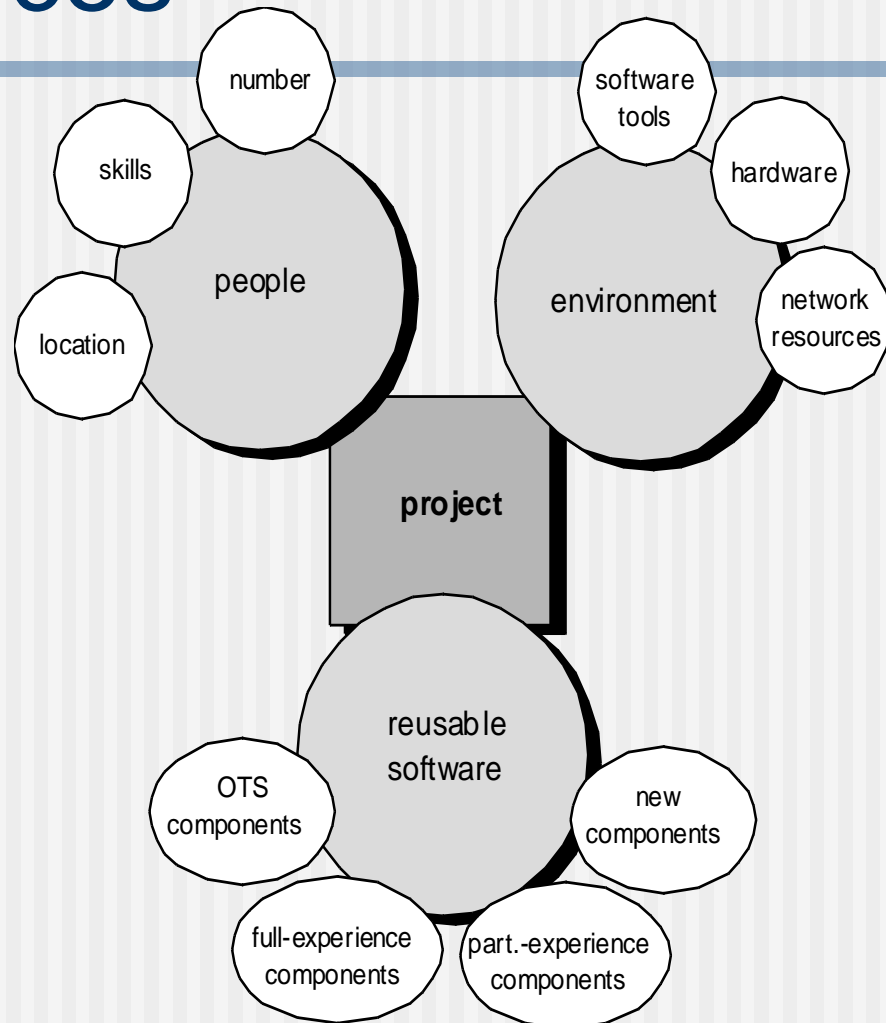 number
skills
people
location
software
tools
hardware
environment
network
resources
project
reusable
software
OTS
components
new
components
full-experience
components
part.-experience
components